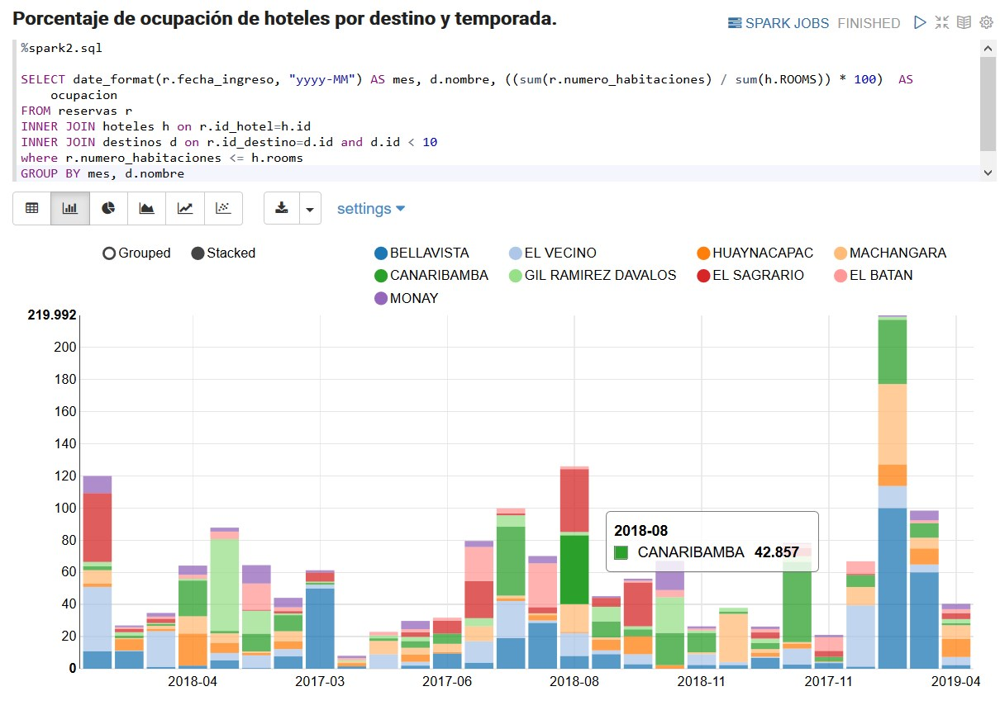 Porcentaje de ocupación de hoteles por destino y temporada.
SPARK JOBS FINISHED
%spark2.sql
SELECT date_format(r.fecha_ingreso, "yyyy-MM") AS mes, d.nombre, ((sum(r.numero_habitaciones) / sum(h.ROOMS)) * 100)  AS
ocupacion
FROM reservas r
INNER JOIN hoteles h on r.id_hotel=h.id
INNER JOIN destinos d on r.id_destino=d.id and d.id < 10
where r.numero_habitaciones <= h.rooms
GROUP BY mes, d.nombre
settings
Grouped Stacked
BELLAVISTA EL VECINO HUAYNACAPAC MACHANGARA
CANARIBAMBA GIL RAMIREZ DAVALOS EL SAGRARIO EL BATAN
MONAY
219.992
200
180
160
140
120
100
80
60
40
20
0
2018-08
CANARIBAMBA 42.857
2018-04 2017-03 2017-06 2018-08 2018-11 2017-11 2019-04